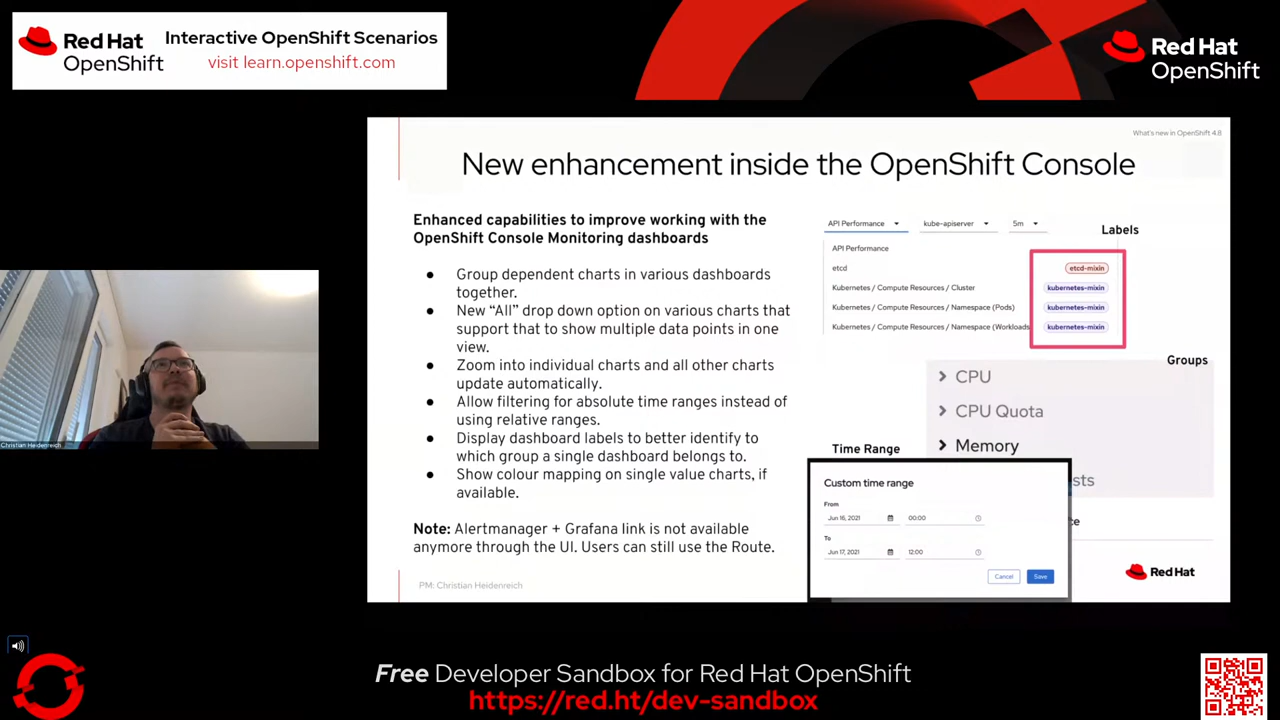 Red Hat
OpenShift
Interactive OpenShift Scenarios
visit learn.openshift.com
Red Hat
OpenShift
What's new in OpenShift 4.8
New enhancement inside the OpenShift Console
Enhanced capabilities to improve working with the
OpenShift Console Monitoring dashboards
● Group dependent charts in various dashboards
together.
● New “All” drop down option on various charts that
support that to show multiple data points in one
view.
● Zoom into individual charts and all other charts
update automatically.
● Allow filtering for absolute time ranges instead of
using relative ranges.
● Display dashboard labels to better identify to
which group a single dashboard belongs to.
● Show colour mapping on single value charts, if
available.
Note: Alertmanager + Grafana link is not available
anymore through the UI. Users can still use the Route.
PM: Christian Heidenreich
API Performance kube-apiserver 5m
Labels
API Performance
etcd etcd-mixin
Kubernetes / Compute Resources / Cluster kubernetes-mixin
Kubernetes / Compute Resources / Namespace (Pods) kubernetes-mixin
Kubernetes / Compute Resources / Namespace (Workloads kubernetes-mixin
Groups
CPU
CPU Quota
Memory
sts
ce
Time Range
Custom time range
From
Jun 16, 2021 00:00
To
Jun 17, 2021 12:00
Cancel Save
Red Hat
Christian Heidenreich
Free Developer Sandbox for Red Hat OpenShift
https://red.ht/dev-sandbox